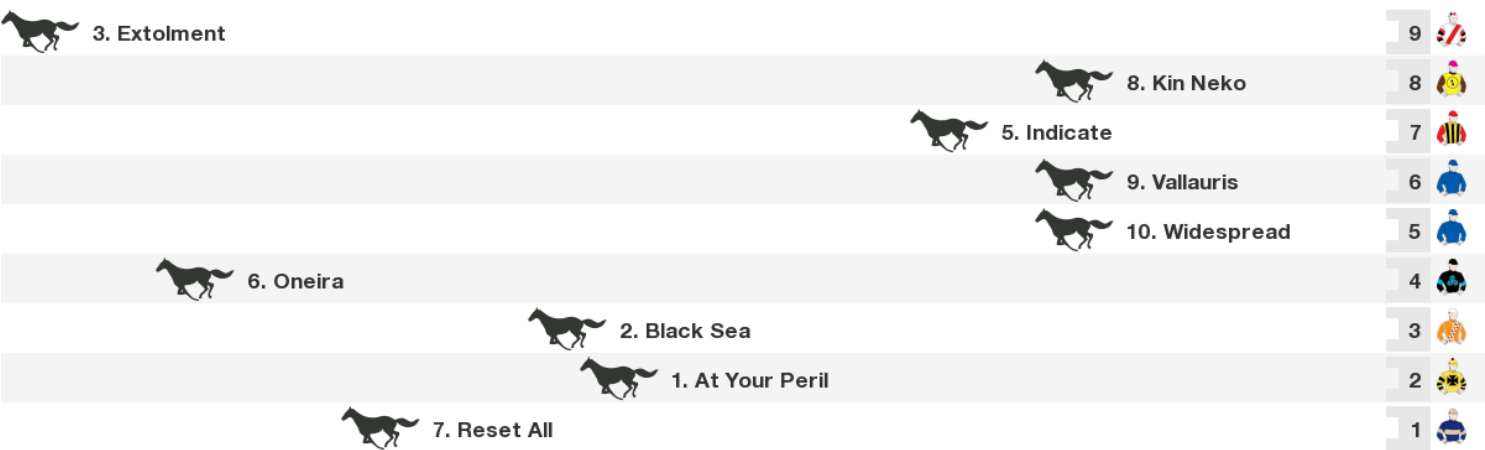 3. Extolment 9
8. Kin Neko 8
5. Indicate 7
9. Vallauris 6
10. Widespread 5
6. Oneira 4
2. Black Sea 3
1. At Your Peril 2
7. Reset All 1